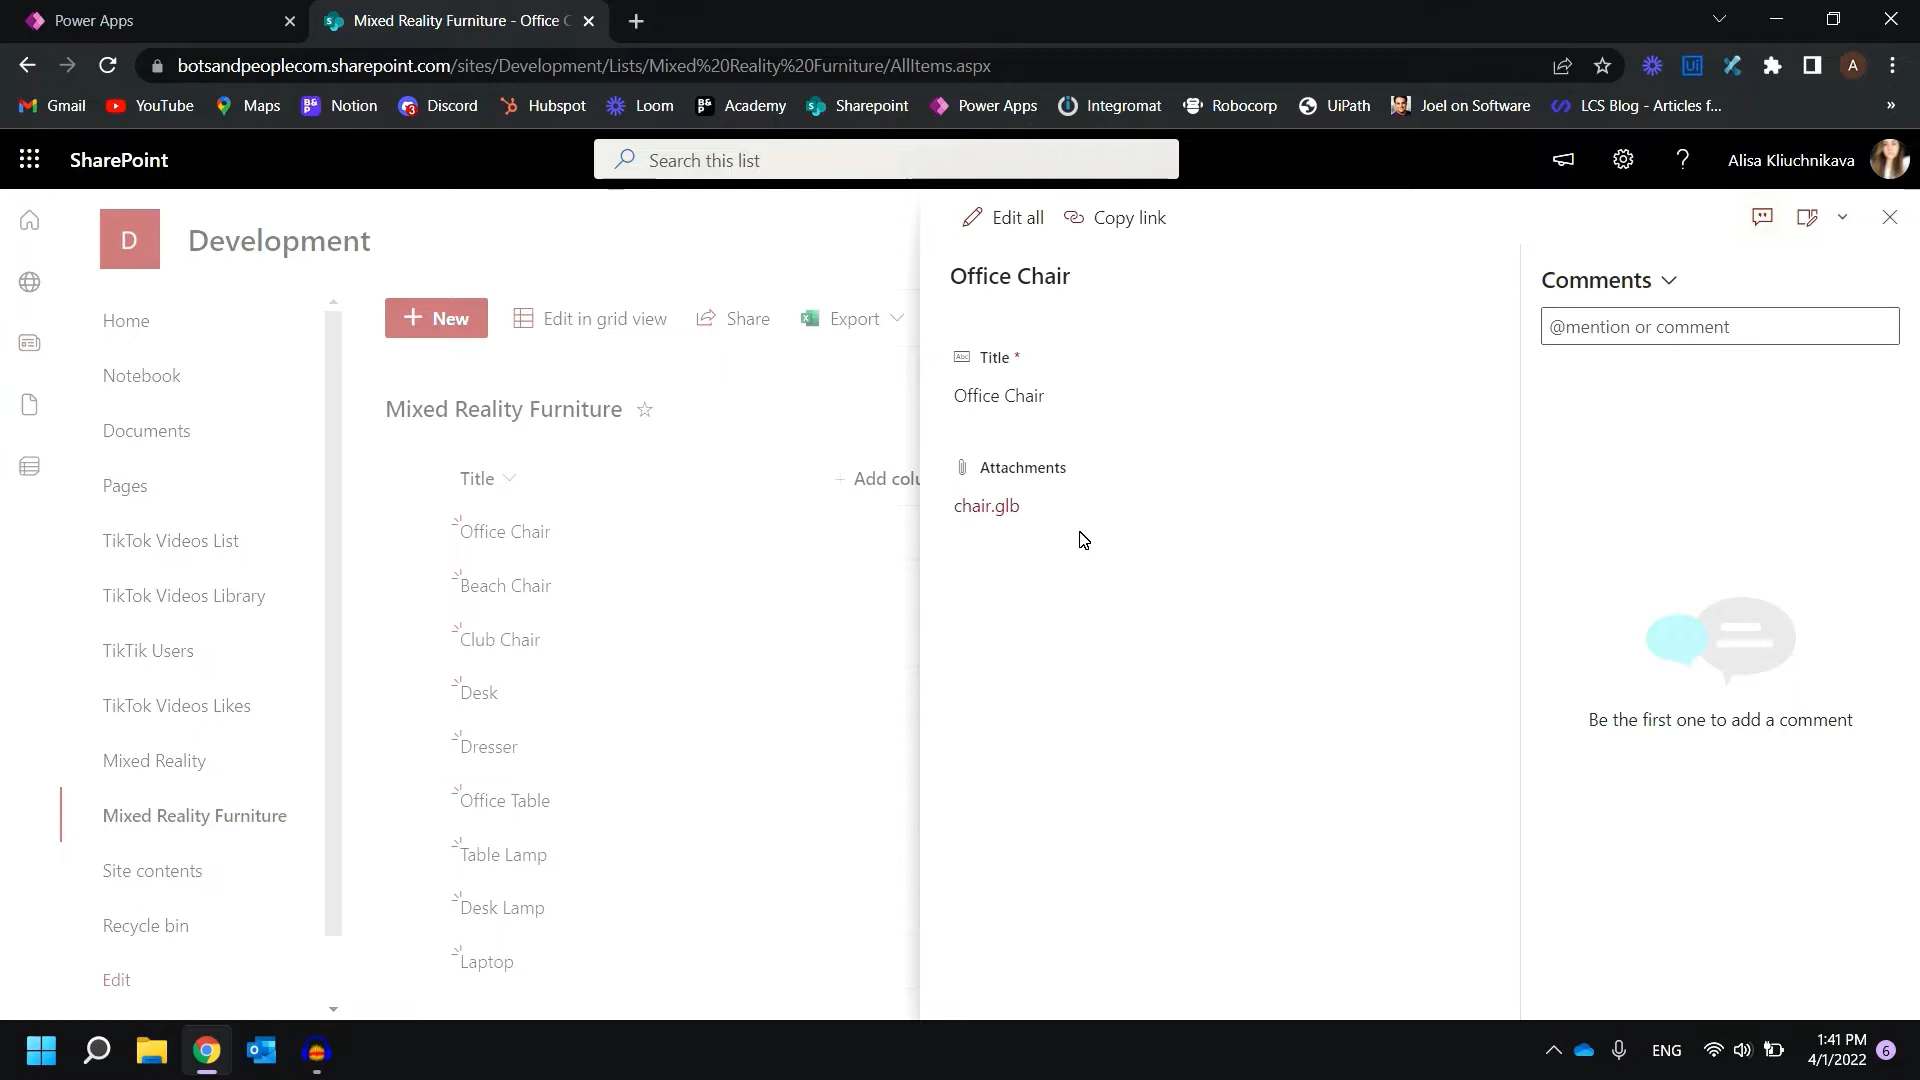 Power Apps
Mixed Reality Furniture - Office C
botsandpeoplecom.sharepoint.com/sites/Development/Lists/Mixed%20Reality%20Furniture/AllItems.aspx
A
Gmail YouTube Maps B&P Notion 3 Discord Hubspot Loom B&P Academy Sharepoint Power Apps Integromat Robocorp UiPath Joel on Software LCS Blog - Articles f... »
SharePoint
Search this list
? Alisa Kliuchnikava
D Development
Home
Notebook
Documents
Pages
TikTok Videos List
TikTok Videos Library
TikTik Users
TikTok Videos Likes
Mixed Reality
Mixed Reality Furniture
Site contents
Recycle bin
Edit
+ New Edit in grid view Share Export
Mixed Reality Furniture
Title + Add colu
Office Chair
Beach Chair
Club Chair
Desk
Dresser
Office Table
Table Lamp
Desk Lamp
Laptop
Edit all Copy link
Office Chair
Abc Title *
Office Chair
Attachments
chair.glb
Comments
@mention or comment
Be the first one to add a comment
ENG 1:41 PM
4/1/2022 6